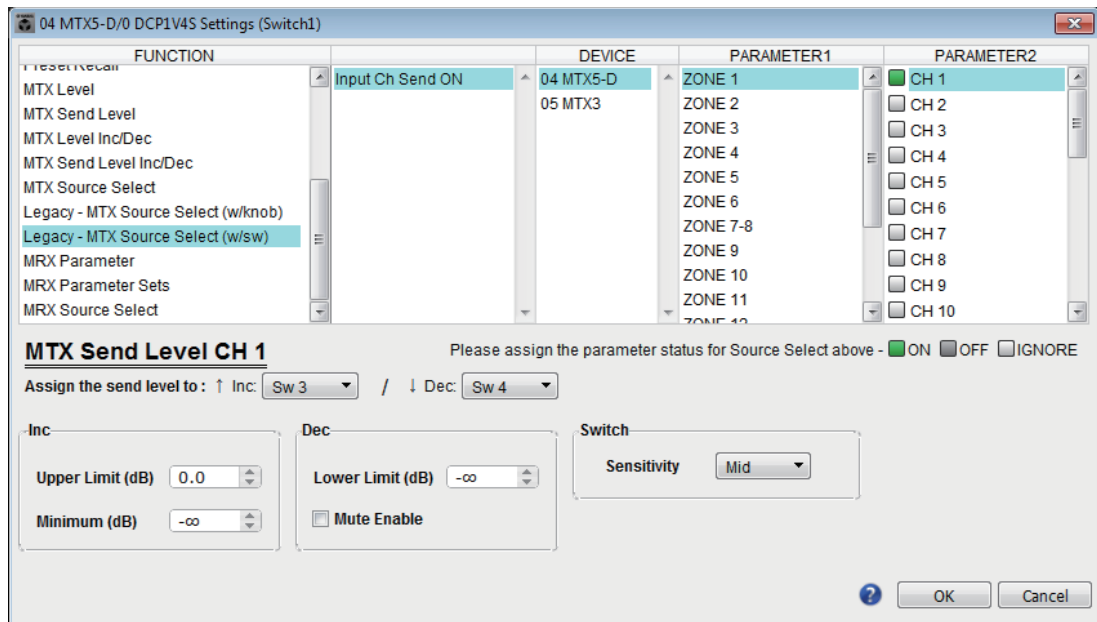 04 MTX5-D/0 DCP1V4S Settings (Switch1)
FUNCTION DEVICE PARAMETER1 PARAMETER2
Preset Recall
MTX Level
MTX Send Level
MTX Level Inc/Dec
MTX Send Level Inc/Dec
MTX Source Select
Legacy - MTX Source Select (w/knob)
Legacy - MTX Source Select (w/sw)
MRX Parameter
MRX Parameter Sets
MRX Source Select
Input Ch Send ON
04 MTX5-D
05 MTX3
ZONE 1
ZONE 2
ZONE 3
ZONE 4
ZONE 5
ZONE 6
ZONE 7-8
ZONE 9
ZONE 10
ZONE 11
ZONE 12
CH 1
CH 2
CH 3
CH 4
CH 5
CH 6
CH 7
CH 8
CH 9
CH 10
MTX Send Level CH 1
Please assign the parameter status for Source Select above - ON OFF IGNORE
Assign the send level to : ↑ Inc: Sw 3 / ↓ Dec: Sw 4
Inc
Upper Limit (dB) 0.0
Minimum (dB) -∞
Dec
Lower Limit (dB) -∞
Mute Enable
Switch
Sensitivity Mid
? OK Cancel